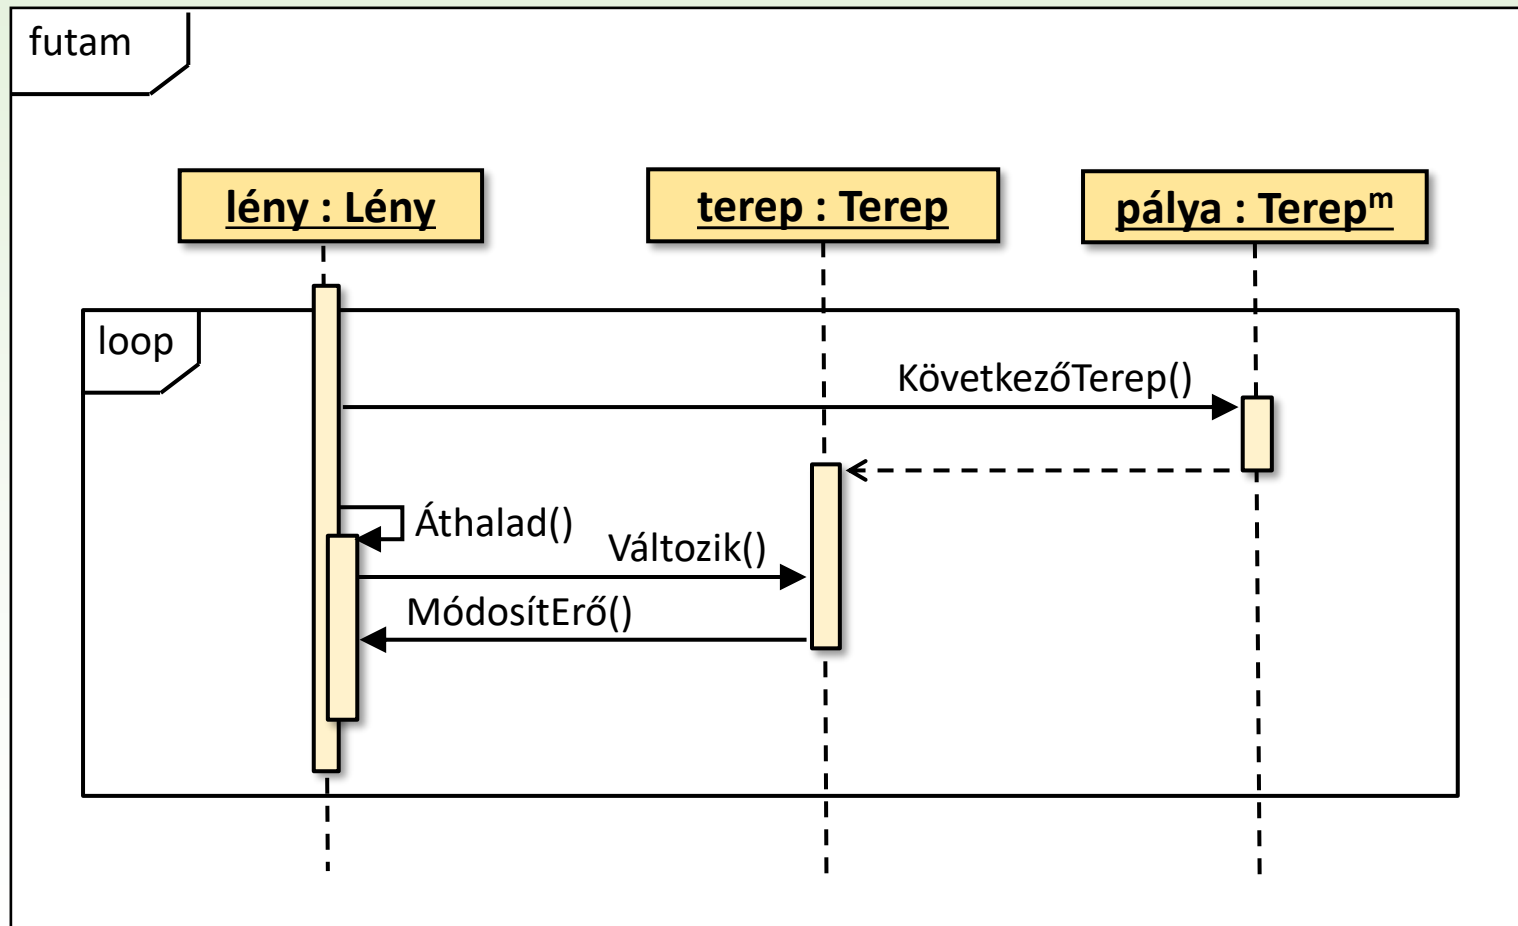 futam
lény : Lény
terep : Terep
pálya : Terepᵐ
loop
KövetkezőTerep()
Áthalad()
Változik()
MódosítErő()